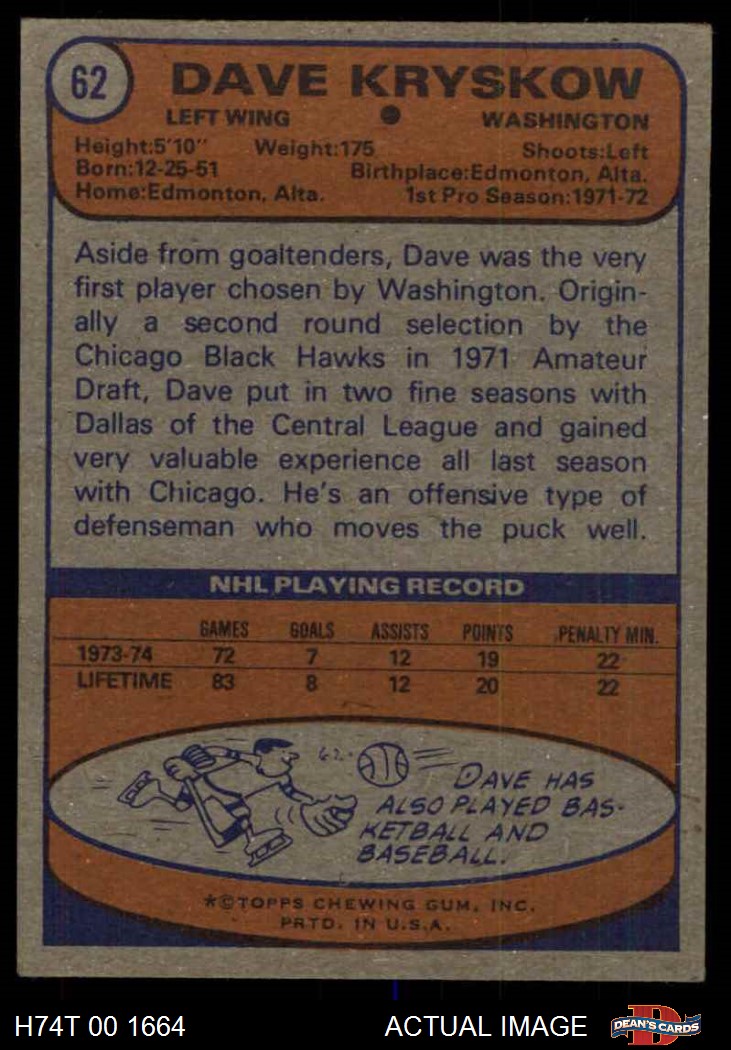 62
DAVE KRYSKOW
LEFT WING ● WASHINGTON
Height:5'10" Weight:175 Shoots:Left
Born:12-25-51 Birthplace:Edmonton, Alta.
Home:Edmonton, Alta. 1st Pro Season:1971-72
Aside from goaltenders, Dave was the very
first player chosen by Washington. Origin-
ally a second round selection by the
Chicago Black Hawks in 1971 Amateur
Draft, Dave put in two fine seasons with
Dallas of the Central League and gained
very valuable experience all last season
with Chicago. He's an offensive type of
defenseman who moves the puck well.
NHL PLAYING RECORD
GAMES GOALS ASSISTS POINTS PENALTY MIN.
1973-74 72 7 12 19 22
LIFETIME 83 8 12 20 22
62-
DAVE HAS
ALSO PLAYED BAS-
KETBALL AND
BASEBALL.
*©TOPPS CHEWING GUM, INC.
PRTD. IN U.S.A.
H74T 00 1664 ACTUAL IMAGE
D DEAN'S CARDS